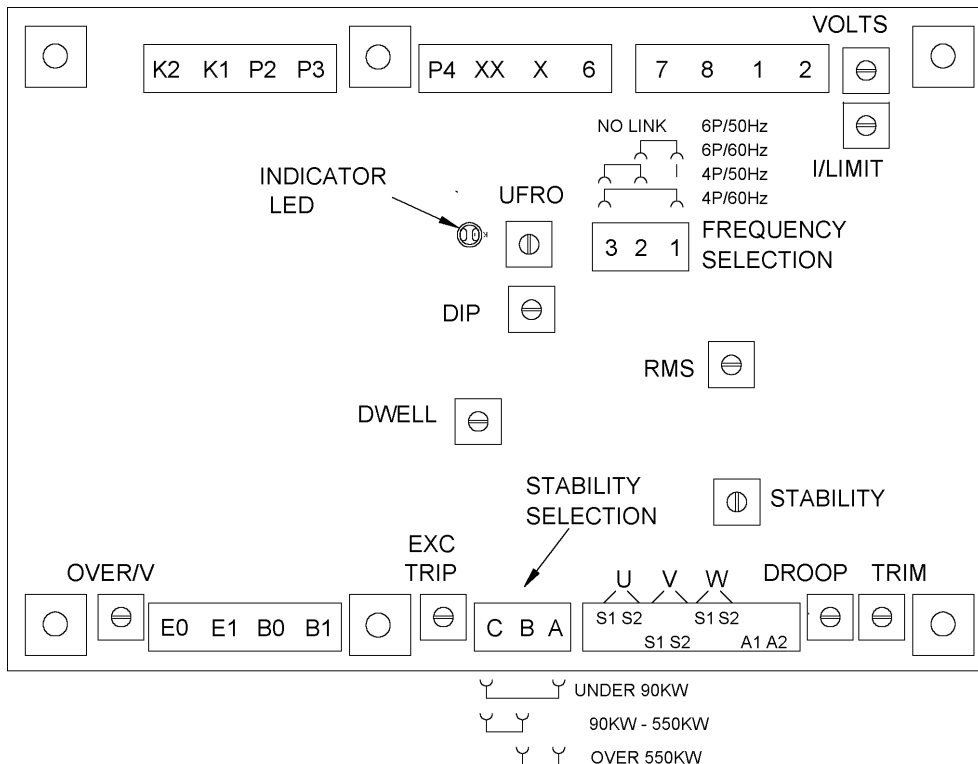 VOLTS
K2 K1 P2 P3
P4 XX X 6
7 8 1 2
NO LINK 6P/50Hz
6P/60Hz
4P/50Hz
4P/60Hz
I/LIMIT
INDICATOR
LED
UFRO
3 2 1
FREQUENCY
SELECTION
DIP
RMS
DWELL
STABILITY
SELECTION
STABILITY
EXC
TRIP
OVER/V
U V W
DROOP
TRIM
E0 E1 B0 B1
C B A
S1 S2 S1 S2
S1 S2 A1 A2
UNDER 90KW
90KW - 550KW
OVER 550KW